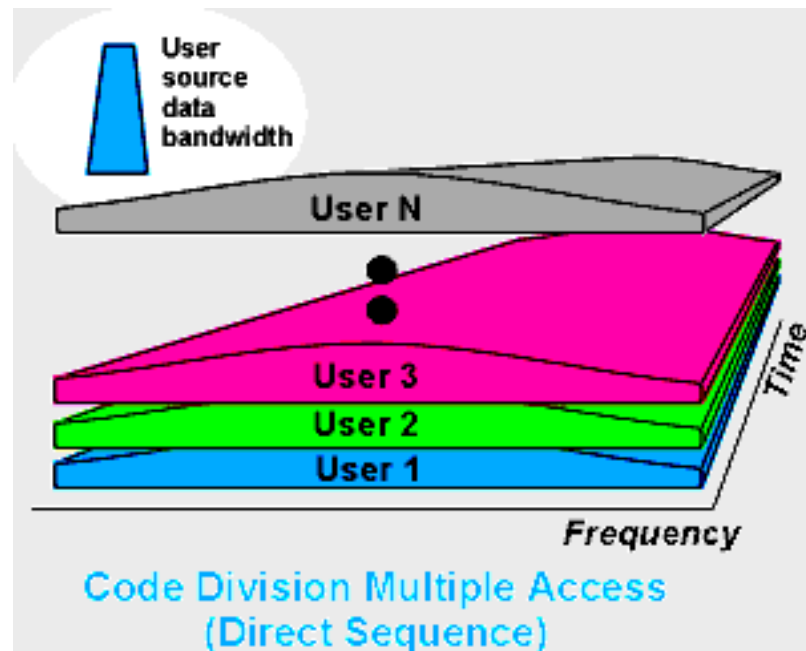 User
source
data
bandwidth
User N
User 3
User 2
User 1
Time
Frequency
Code Division Multiple Access
(Direct Sequence)